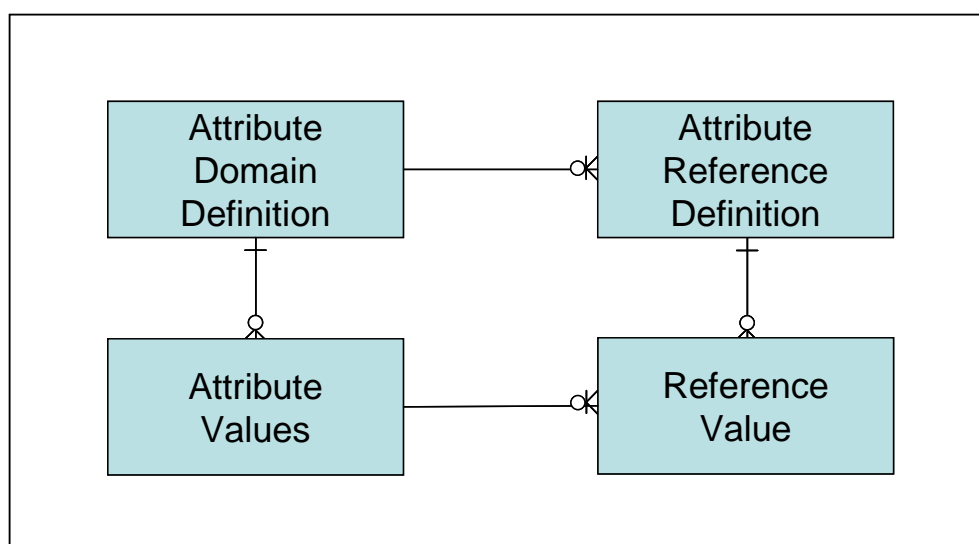 Attribute
Domain
Definition
Attribute
Reference
Definition
Attribute
Values
Reference
Value